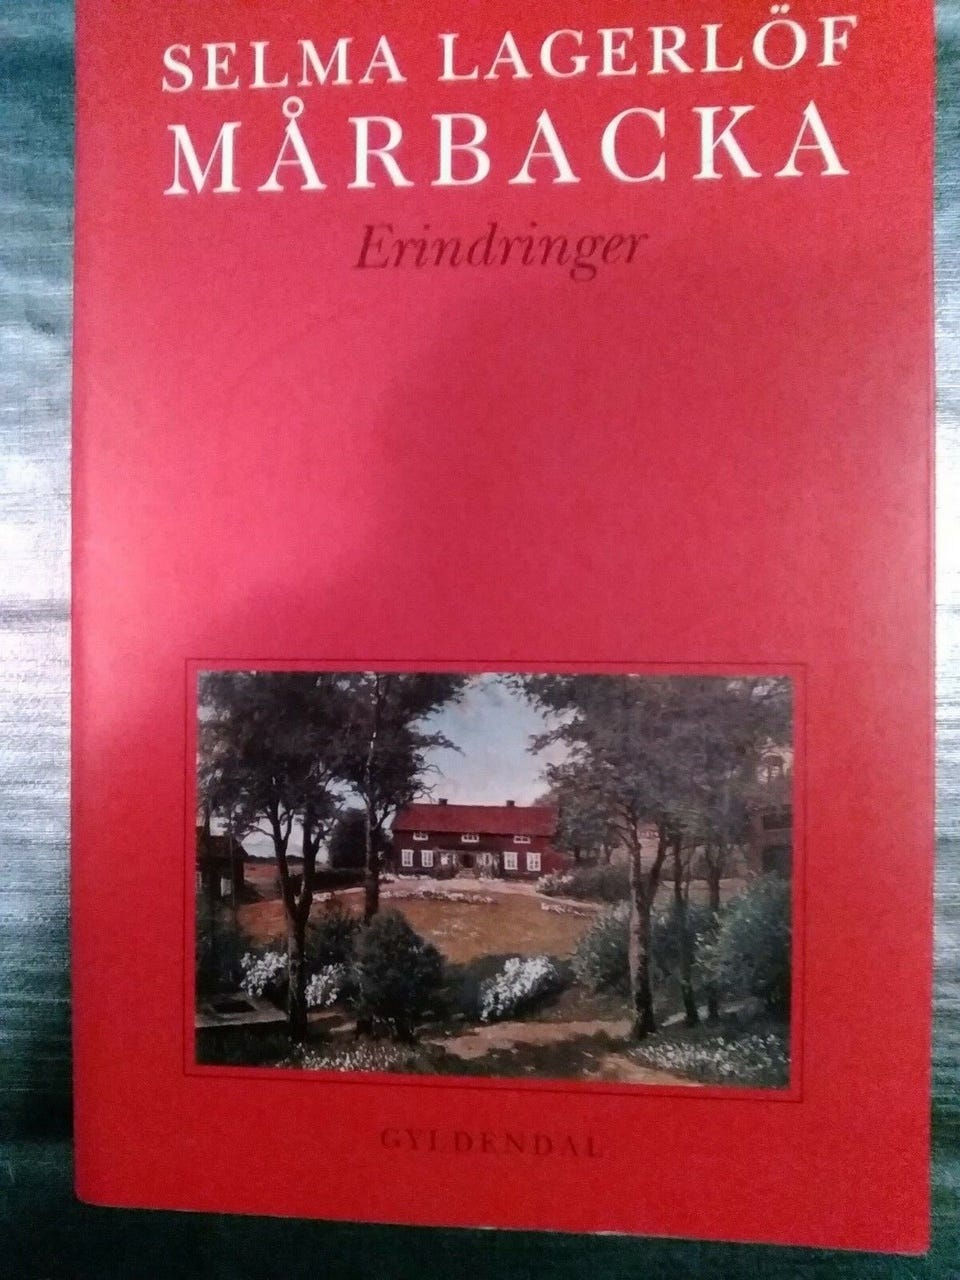 SELMA LAGERLÖF
MÅRBACKA
Erindringer
GYLDENDAL